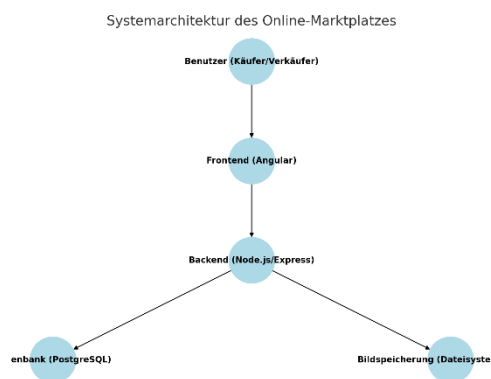 Systemarchitektur des Online-Marktplatzes
Benutzer (Käufer/Verkäufer)
Frontend (Angular)
Backend (Node.js/Express)
enbank (PostgreSQL)
Bildspeicherung (Dateisyste